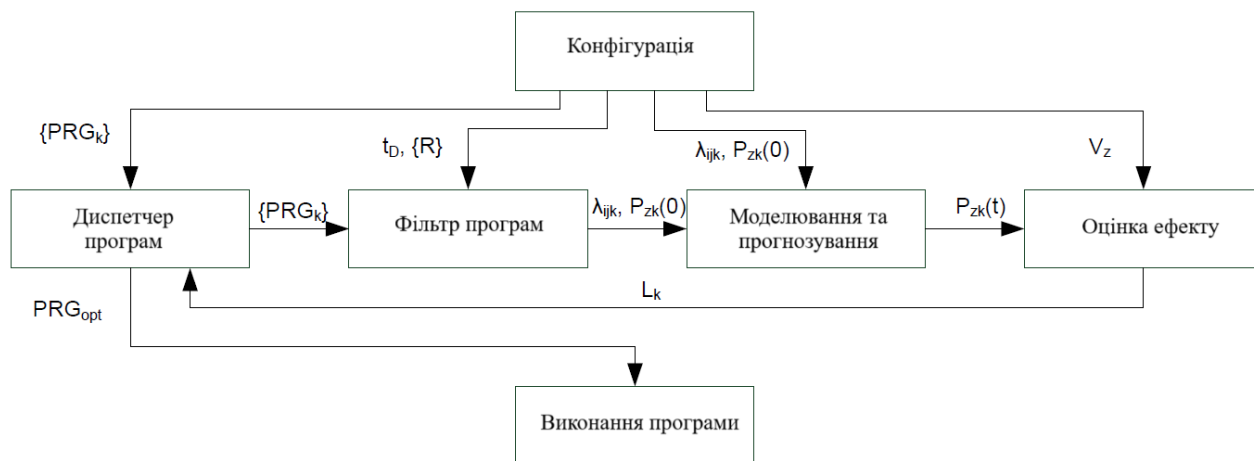 Конфігурація
{PRGk}
tD, {R}
λijk, Pzk(0)
Vz
Диспетчер
програм
{PRGk}
Фільтр програм
λijk, Pzk(0)
Моделювання та
прогнозування
Pzk(t)
Оцінка ефекту
Lk
PRGopt
Виконання програми